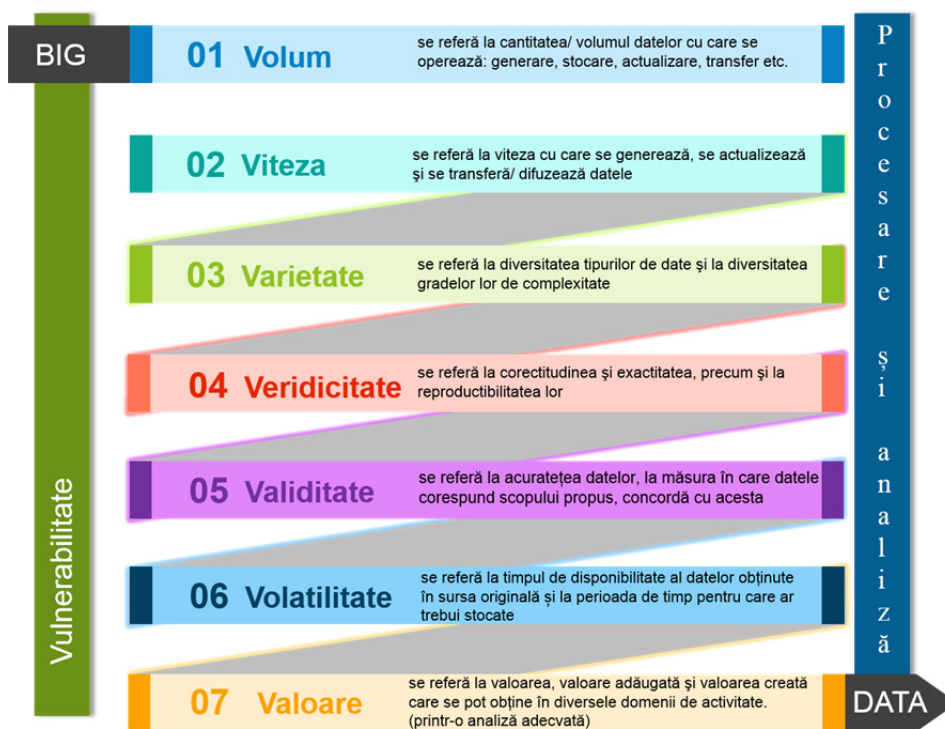 BIG
01 Volum
se referă la cantitatea/ volumul datelor cu care se
operează: generare, stocare, actualizare, transfer etc.
02 Viteza
se referă la viteza cu care se generează, se actualizează
şi se transferă/ difuzează datele
03 Varietate
se referă la diversitatea tipurilor de date şi la diversitatea
gradelor lor de complexitate
04 Veridicitate
se referă la corectitudinea şi exactitatea, precum şi la
reproductibilitatea lor
05 Validitate
se referă la acuratețea datelor, la măsura în care datele
corespund scopului propus, concordă cu acesta
06 Volatilitate
se referă la timpul de disponibilitate al datelor obținute
în sursa originală și la perioada de timp pentru care ar
trebui stocate
07 Valoare
se referă la valoarea, valoare adăugată şi valoarea creată
care se pot obține în diversele domenii de activitate.
(printr-o analiză adecvată)
DATA
Vulnerabilitate
Procesare și analiză